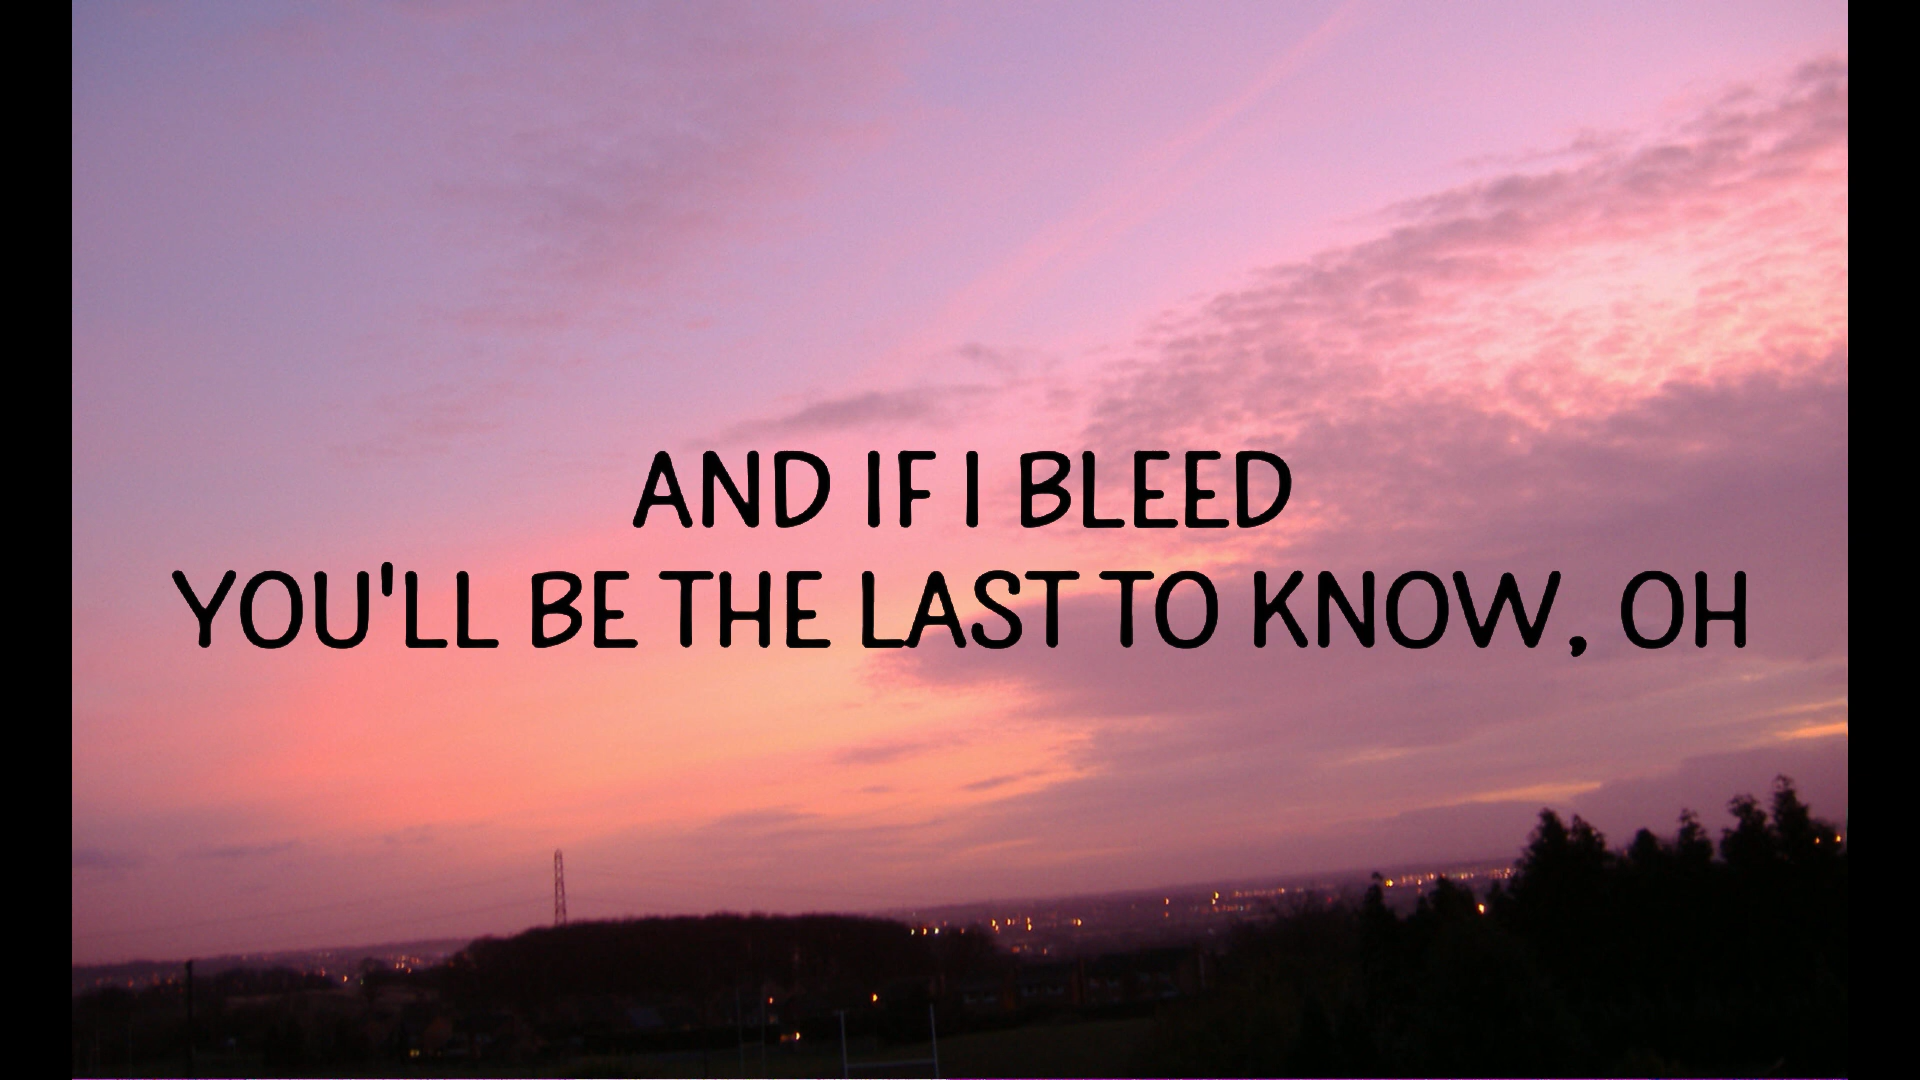 AND IF I BLEED
YOU'LL BE THE LAST TO KNOW, OH